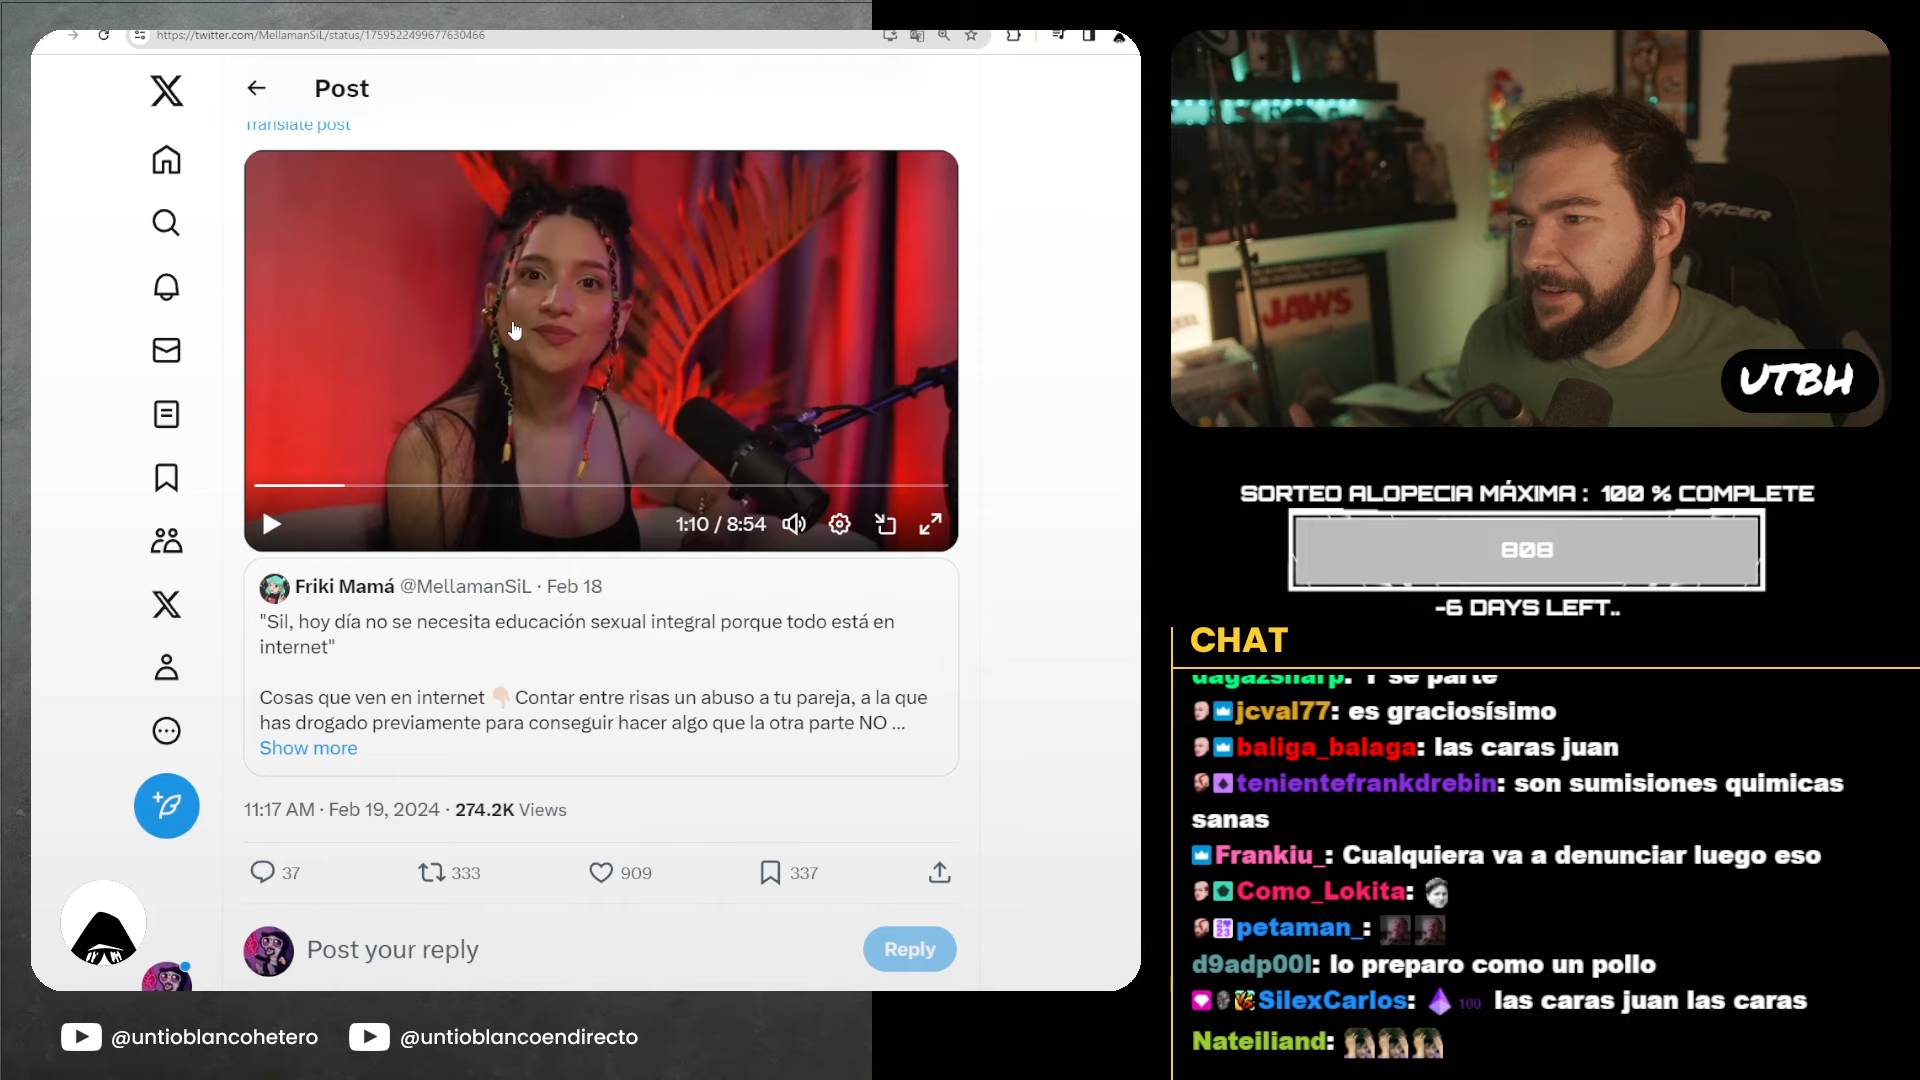 https://twitter.com/MellamanSiL/status/1759522499677630466
Post
Translate post
1:10 / 8:54
Friki Mamá @MellamanSiL · Feb 18
"Sil, hoy día no se necesita educación sexual integral porque todo está en
internet"
Cosas que ven en internet 👇🏻 Contar entre risas un abuso a tu pareja, a la que
has drogado previamente para conseguir hacer algo que la otra parte NO ...
Show more
11:17 AM · Feb 19, 2024 · 274.2K Views
37
333
909
337
Post your reply
Reply
@untioblancohetero
@untioblancoendirecto
JAWS
RACER
UTBH
SORTEO ALOPECIA MÁXIMA : 100 % COMPLETE
808
-6 DAYS LEFT..
CHAT
dagazsharp: Y se parte
jcval77: es graciosísimo
baliga_balaga: las caras juan
tenientefrankdrebin: son sumisiones quimicas
sanas
Frankiu_: Cualquiera va a denunciar luego eso
Como_Lokita:
petaman_:
d9adp00l: lo preparo como un pollo
SilexCarlos: 100 las caras juan las caras
Nateiliand: